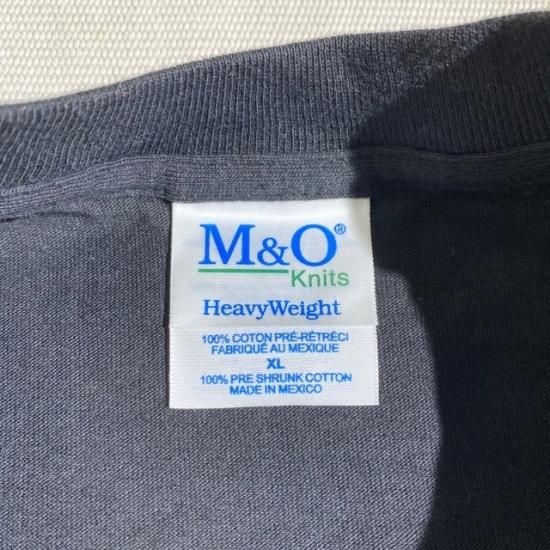 M&O®
Knits
HeavyWeight
100% COTON PRÉ-RÉTRÉCI
FABRIQUÉ AU MEXIQUE
XL
100% PRE SHRUNK COTTON
MADE IN MEXICO